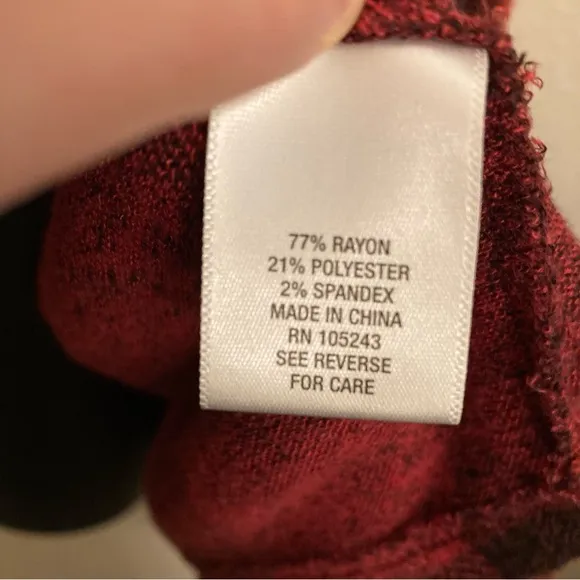 77% RAYON
21% POLYESTER
2% SPANDEX
MADE IN CHINA
RN 105243
SEE REVERSE
FOR CARE